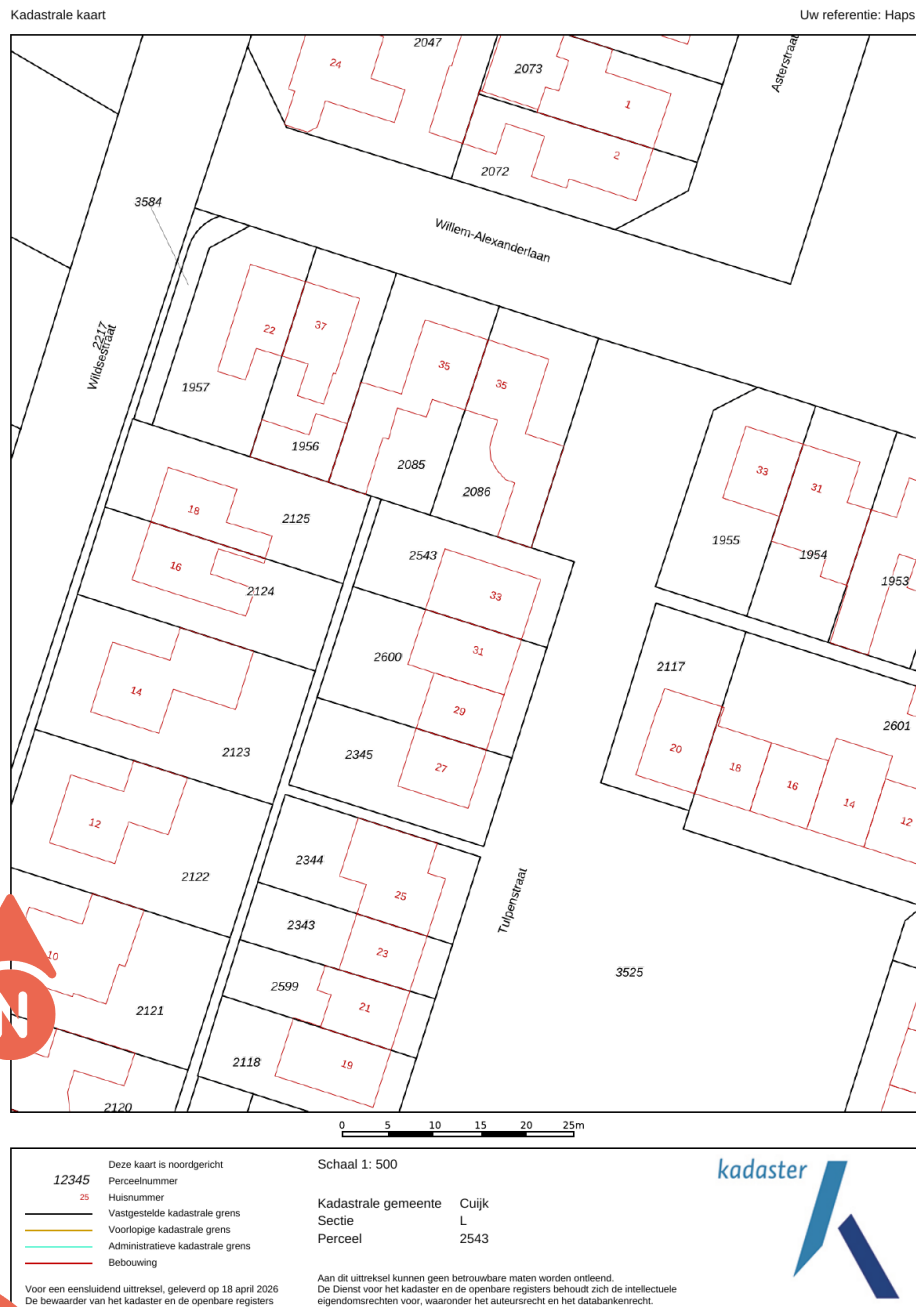 Kadastrale kaart
Uw referentie: Haps
2047
24
2073
Asterstraat
1
2
2072
3584
Willem-Alexanderlaan
2217
Wildsestraat
22
37
35
35
1957
1956
2085
2086
33
31
18
2125
16
2124
2543
33
1955
1954
1953
31
2600
29
2117
14
2123
2345
27
20
18
16
14
12
2601
12
2122
2344
25
Tulpenstraat
2343
23
3525
10
2599
21
2121
2118
19
2120
N
0 5 10 15 20 25m
Deze kaart is noordgericht
12345 Perceelnummer
25 Huisnummer
Vastgestelde kadastrale grens
Voorlopige kadastrale grens
Administratieve kadastrale grens
Bebouwing
Voor een eensluidend uittreksel, geleverd op 18 april 2026
De bewaarder van het kadaster en de openbare registers
Schaal 1: 500
Kadastrale gemeente Cuijk
Sectie L
Perceel 2543
Aan dit uittreksel kunnen geen betrouwbare maten worden ontleend.
De Dienst voor het kadaster en de openbare registers behoudt zich de intellectuele
eigendomsrechten voor, waaronder het auteursrecht en het databankenrecht.
kadaster